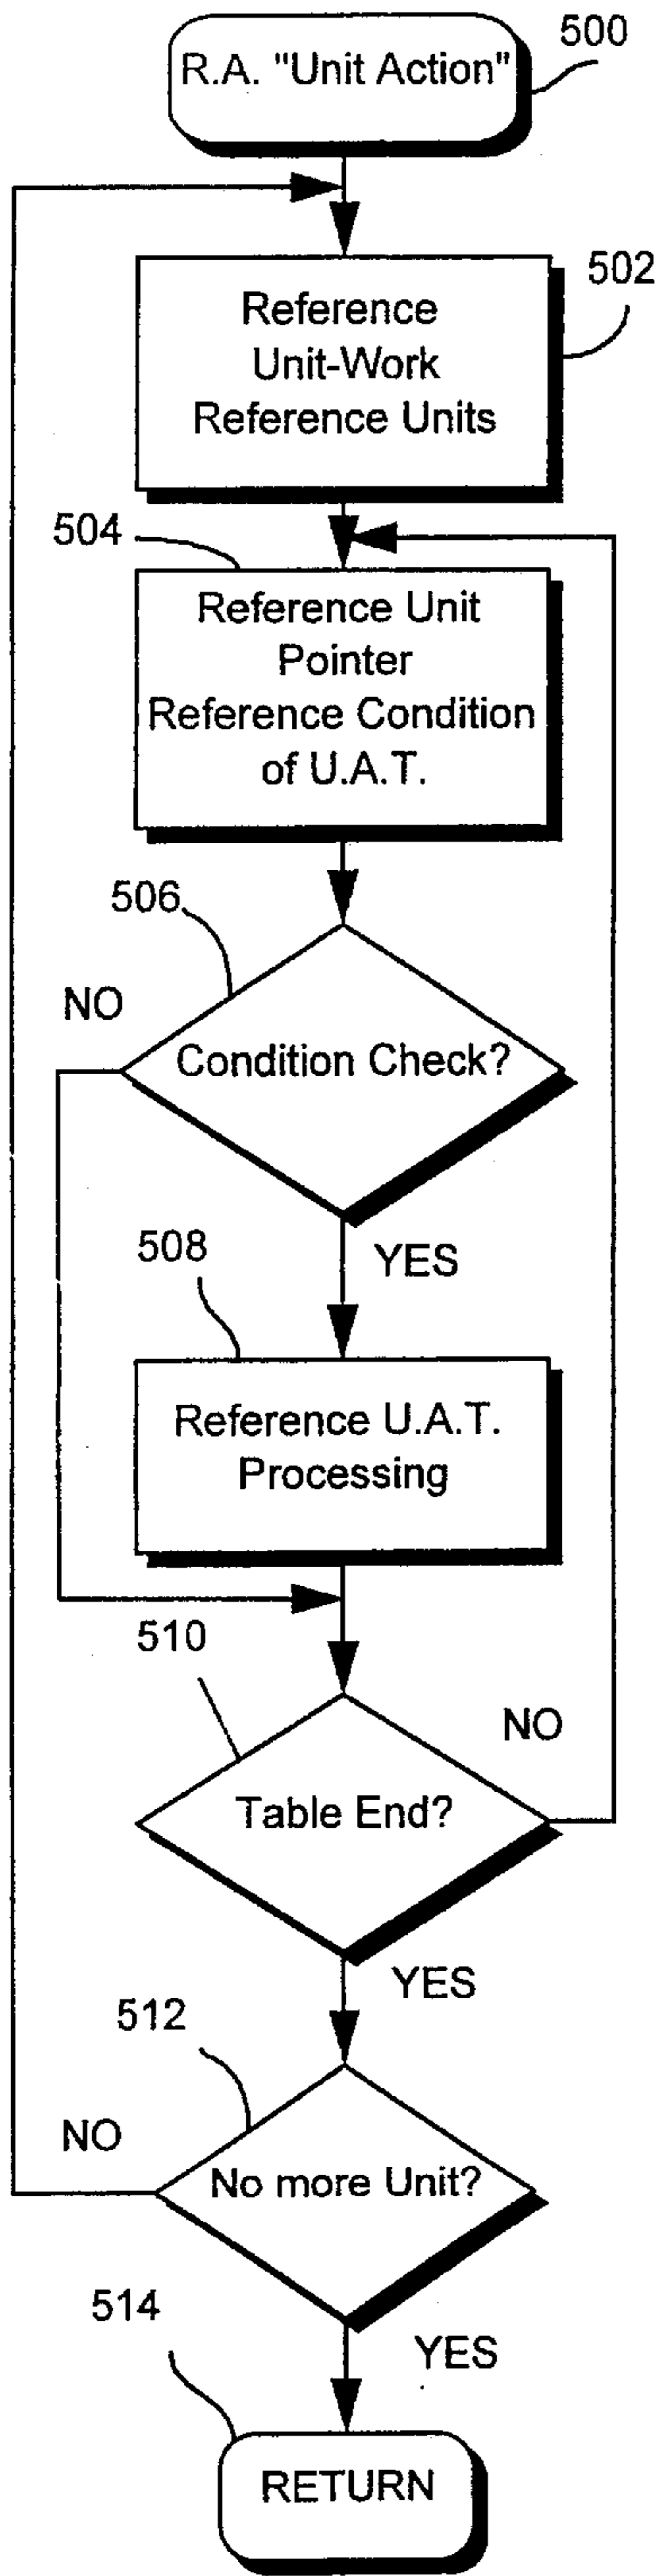 500
R.A. "Unit Action"
502
Reference
Unit-Work
Reference Units
504
Reference Unit
Pointer
Reference Condition
of U.A.T.
506
NO
Condition Check?
508
YES
Reference U.A.T.
Processing
510
NO
Table End?
YES
512
NO
No more Unit?
514
YES
RETURN